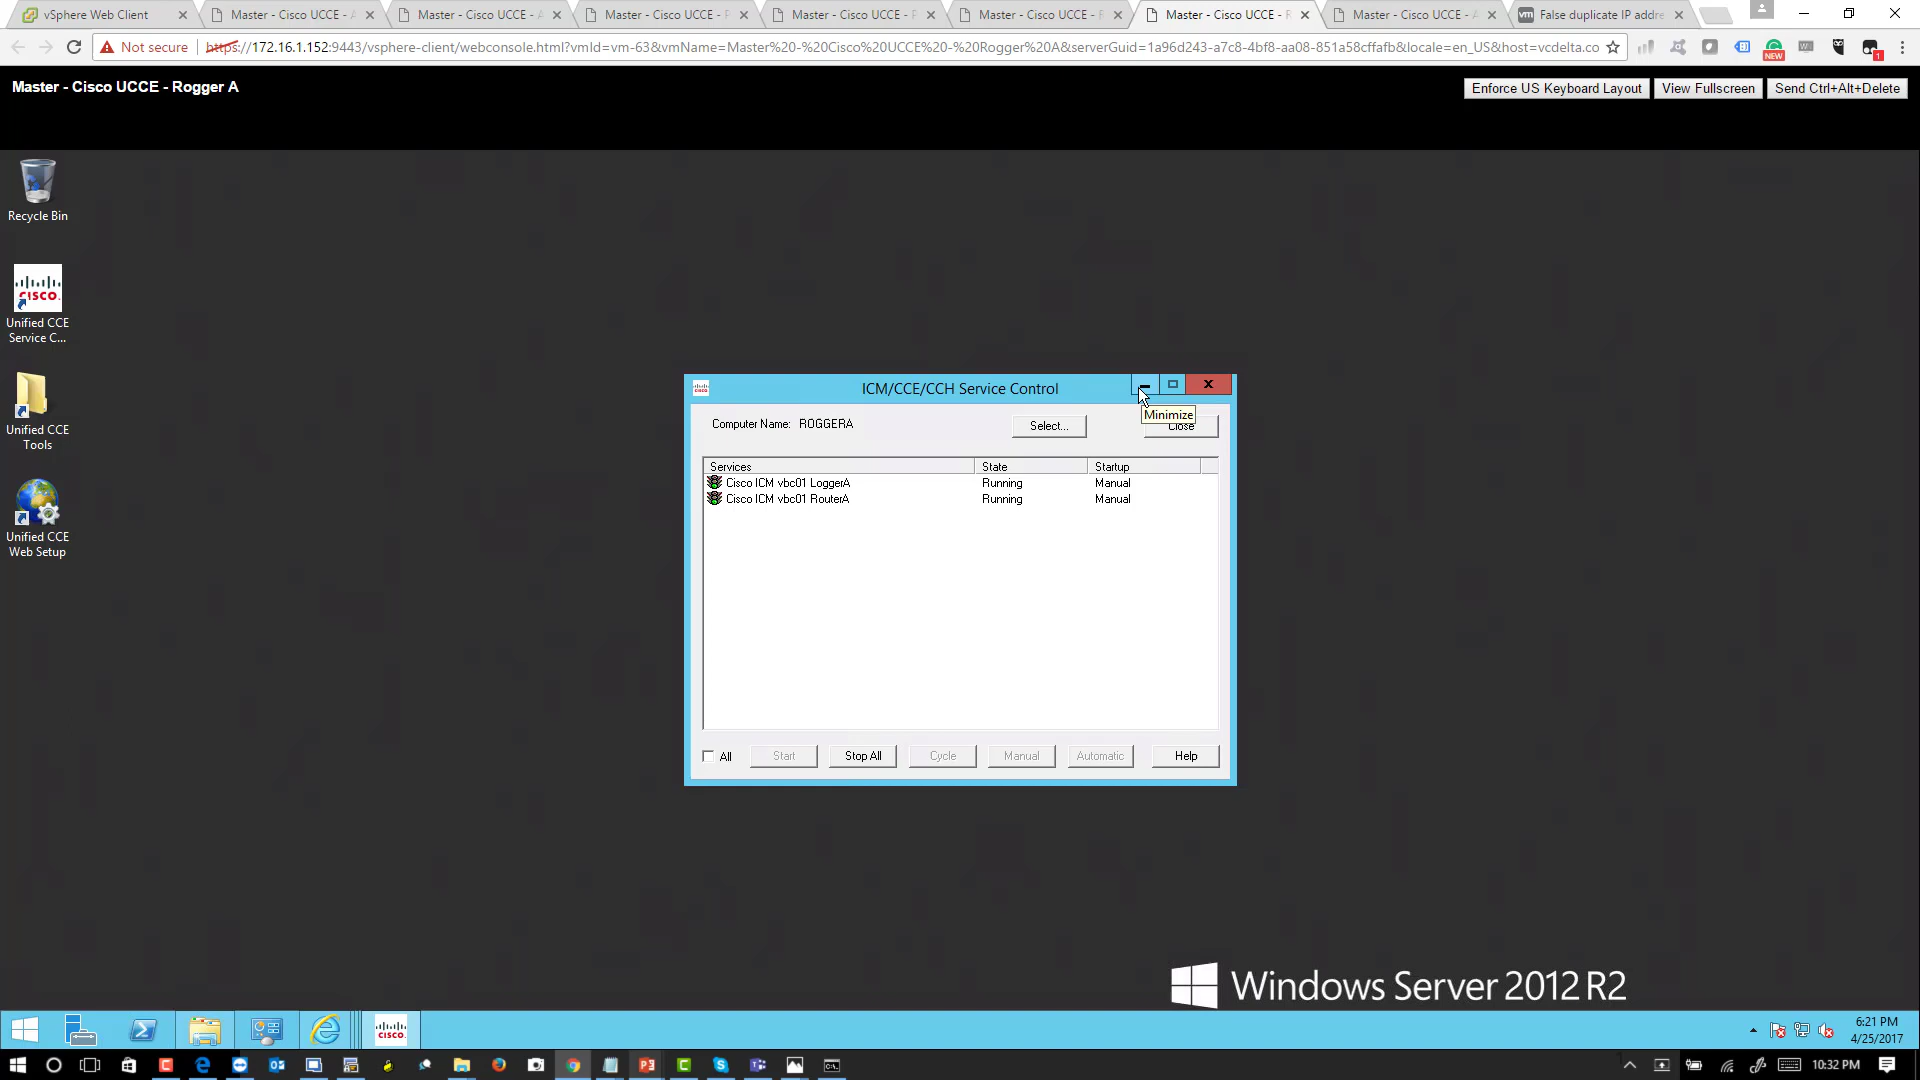 vSphere Web Client
Master - Cisco UCCE - A
Master - Cisco UCCE - A
Master - Cisco UCCE - P
Master - Cisco UCCE - P
Master - Cisco UCCE - R
Master - Cisco UCCE - R
Master - Cisco UCCE - A
vm False duplicate IP addre
Not secure https://172.16.1.152:9443/vsphere-client/webconsole.html?vmId=vm-63&vmName=Master%20-%20Cisco%20UCCE%20-%20Rogger%20A&serverGuid=1a96d243-a7c8-4bf8-aa08-851a58cffafb&locale=en_US&host=vcdelta.co
NEW
1
Master - Cisco UCCE - Rogger A
Enforce US Keyboard Layout
View Fullscreen
Send Ctrl+Alt+Delete
Recycle Bin
CISCO.
Unified CCE
Service C...
Unified CCE
Tools
Unified CCE
Web Setup
ICM/CCE/CCH Service Control
Computer Name: ROGGERA
Select...
Close
Minimize
Services State Startup
Cisco ICM vbc01 LoggerA Running Manual
Cisco ICM vbc01 RouterA Running Manual
All
Start
Stop All
Cycle
Manual
Automatic
Help
Windows Server 2012 R2
CISCO.
6:21 PM
4/25/2017
10:32 PM